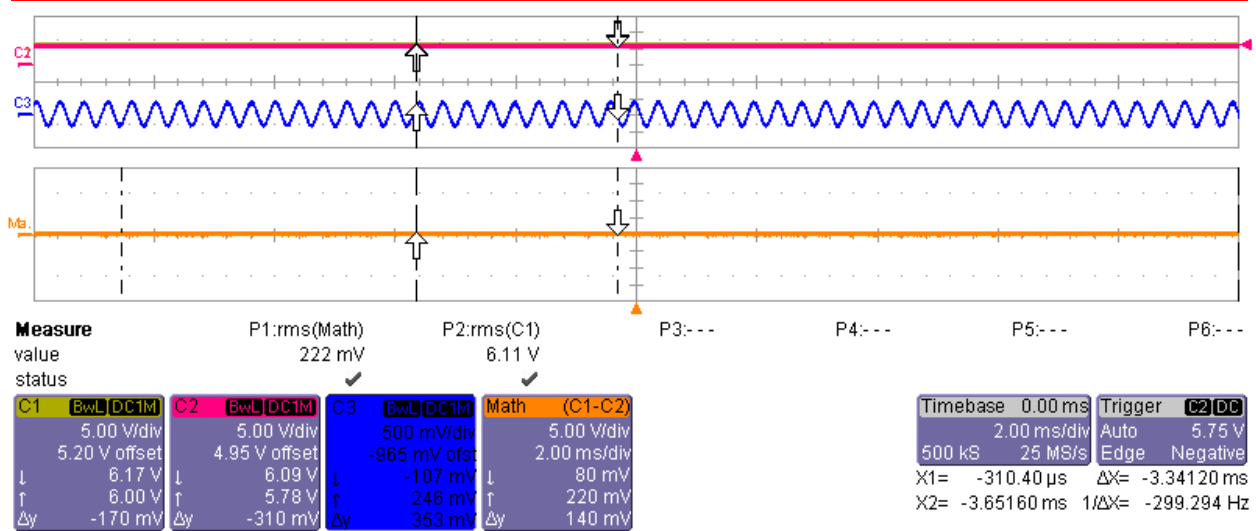 C2
C3
Ma.
Measure P1:rms(Math) P2:rms(C1) P3:- - - P4:- - - P5:- - - P6:- - -
value 222 mV 6.11 V
status
C1 BwL DC1M
5.00 V/div
5.20 V offset
↓ 6.17 V
↑ 6.00 V
Δy -170 mV
C2 BwL DC1M
5.00 V/div
4.95 V offset
↓ 6.09 V
↑ 5.78 V
Δy -310 mV
C3 BwL DC1M
500 mV/div
-965 mV ofst
↓ -107 mV
↑ 246 mV
Δy 353 mV
Math (C1-C2)
5.00 V/div
2.00 ms/div
↓ 80 mV
↑ 220 mV
Δy 140 mV
Timebase 0.00 ms
2.00 ms/div
500 kS 25 MS/s
Trigger C2 DC
Auto 5.75 V
Edge Negative
X1= -310.40 µs ΔX= -3.34120 ms
X2= -3.65160 ms 1/ΔX= -299.294 Hz